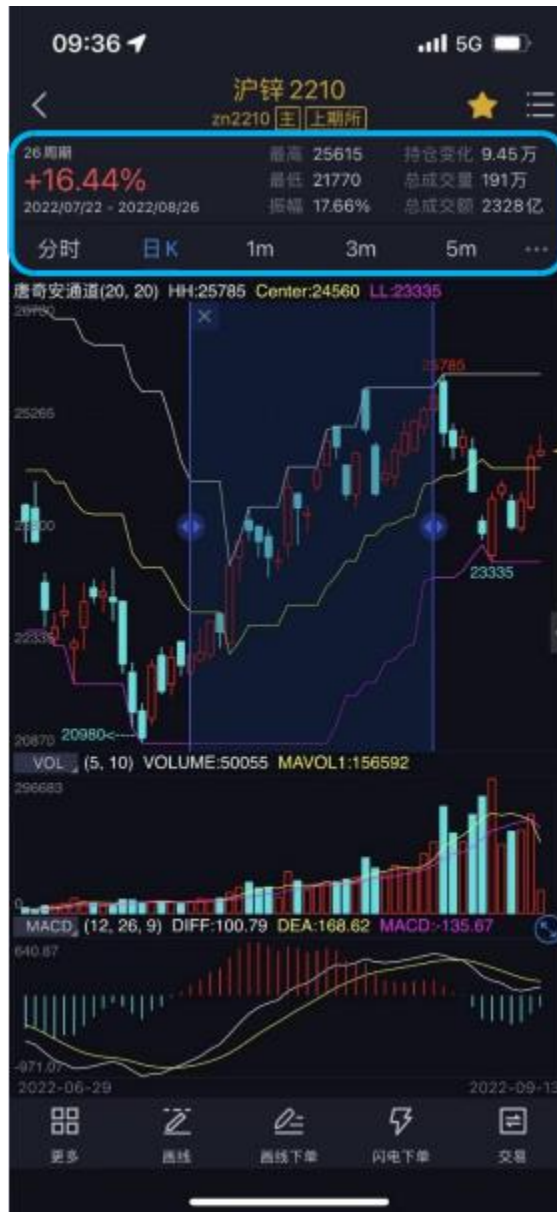 09:36 5G
沪锌 2210
zn2210 主 上期所
26周期 最高 25615 持仓变化 9.45万
+16.44% 最低 21770 总成交量 191万
2022/07/22 - 2022/08/26 振幅 17.66% 总成交额 2328亿
分时 日K 1m 3m 5m ...
唐奇安通道(20, 20) HH:25785 Center:24560 LL:23335
25785
25265
23335
22335
20980<--
20870
VOL (5, 10) VOLUME:50055 MAVOL1:156592
296683
0
MACD (12, 26, 9) DIFF:100.79 DEA:168.62 MACD:-135.67
640.87
-971.07
2022-06-29 2022-09-13
更多 画线 画线下单 闪电下单 交易